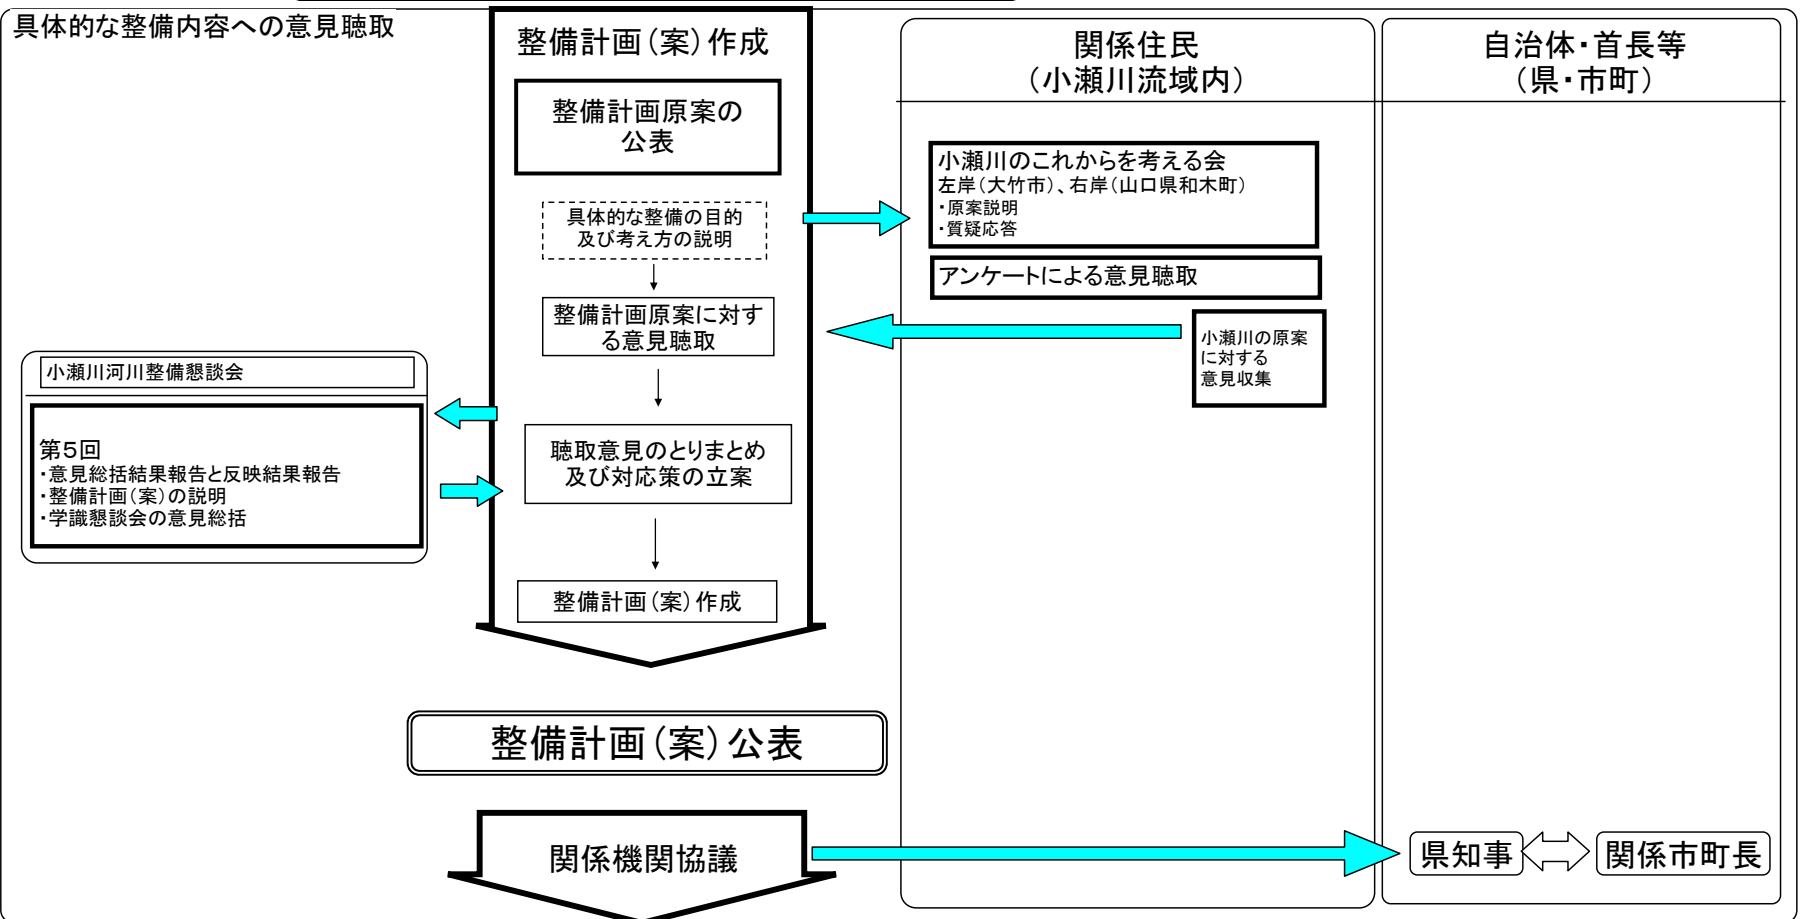 具体的な整備内容への意見聴取
整備計画(案)作成
整備計画原案の
公表
具体的な整備の目的
及び考え方の説明
整備計画原案に対す
る意見聴取
聴取意見のとりまとめ
及び対応策の立案
整備計画(案)作成
小瀬川河川整備懇談会
第5回
・意見総括結果報告と反映結果報告
・整備計画(案)の説明
・学識懇談会の意見総括
関係住民
(小瀬川流域内)
小瀬川のこれからを考える会
左岸(大竹市)、右岸(山口県和木町)
・原案説明
・質疑応答
アンケートによる意見聴取
小瀬川の原案
に対する
意見収集
自治体・首長等
(県・市町)
整備計画(案)公表
関係機関協議
県知事
関係市町長